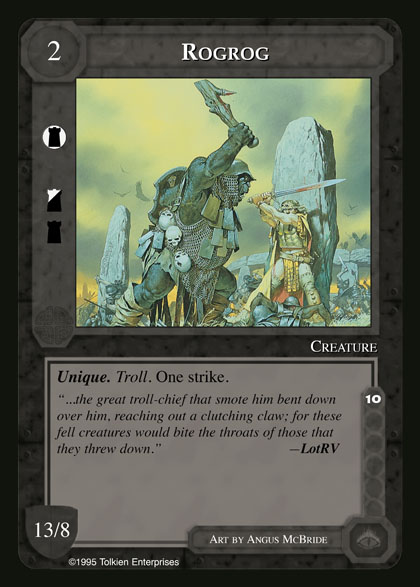 2
ROGROG
CREATURE
Unique. Troll. One strike.
“...the great troll-chief that smote him bent down
over him, reaching out a clutching claw; for these
fell creatures would bite the throats of those that
they threw down.” —LotRV
10
13/8
ART BY ANGUS MCBRIDE
©1995 Tolkien Enterprises